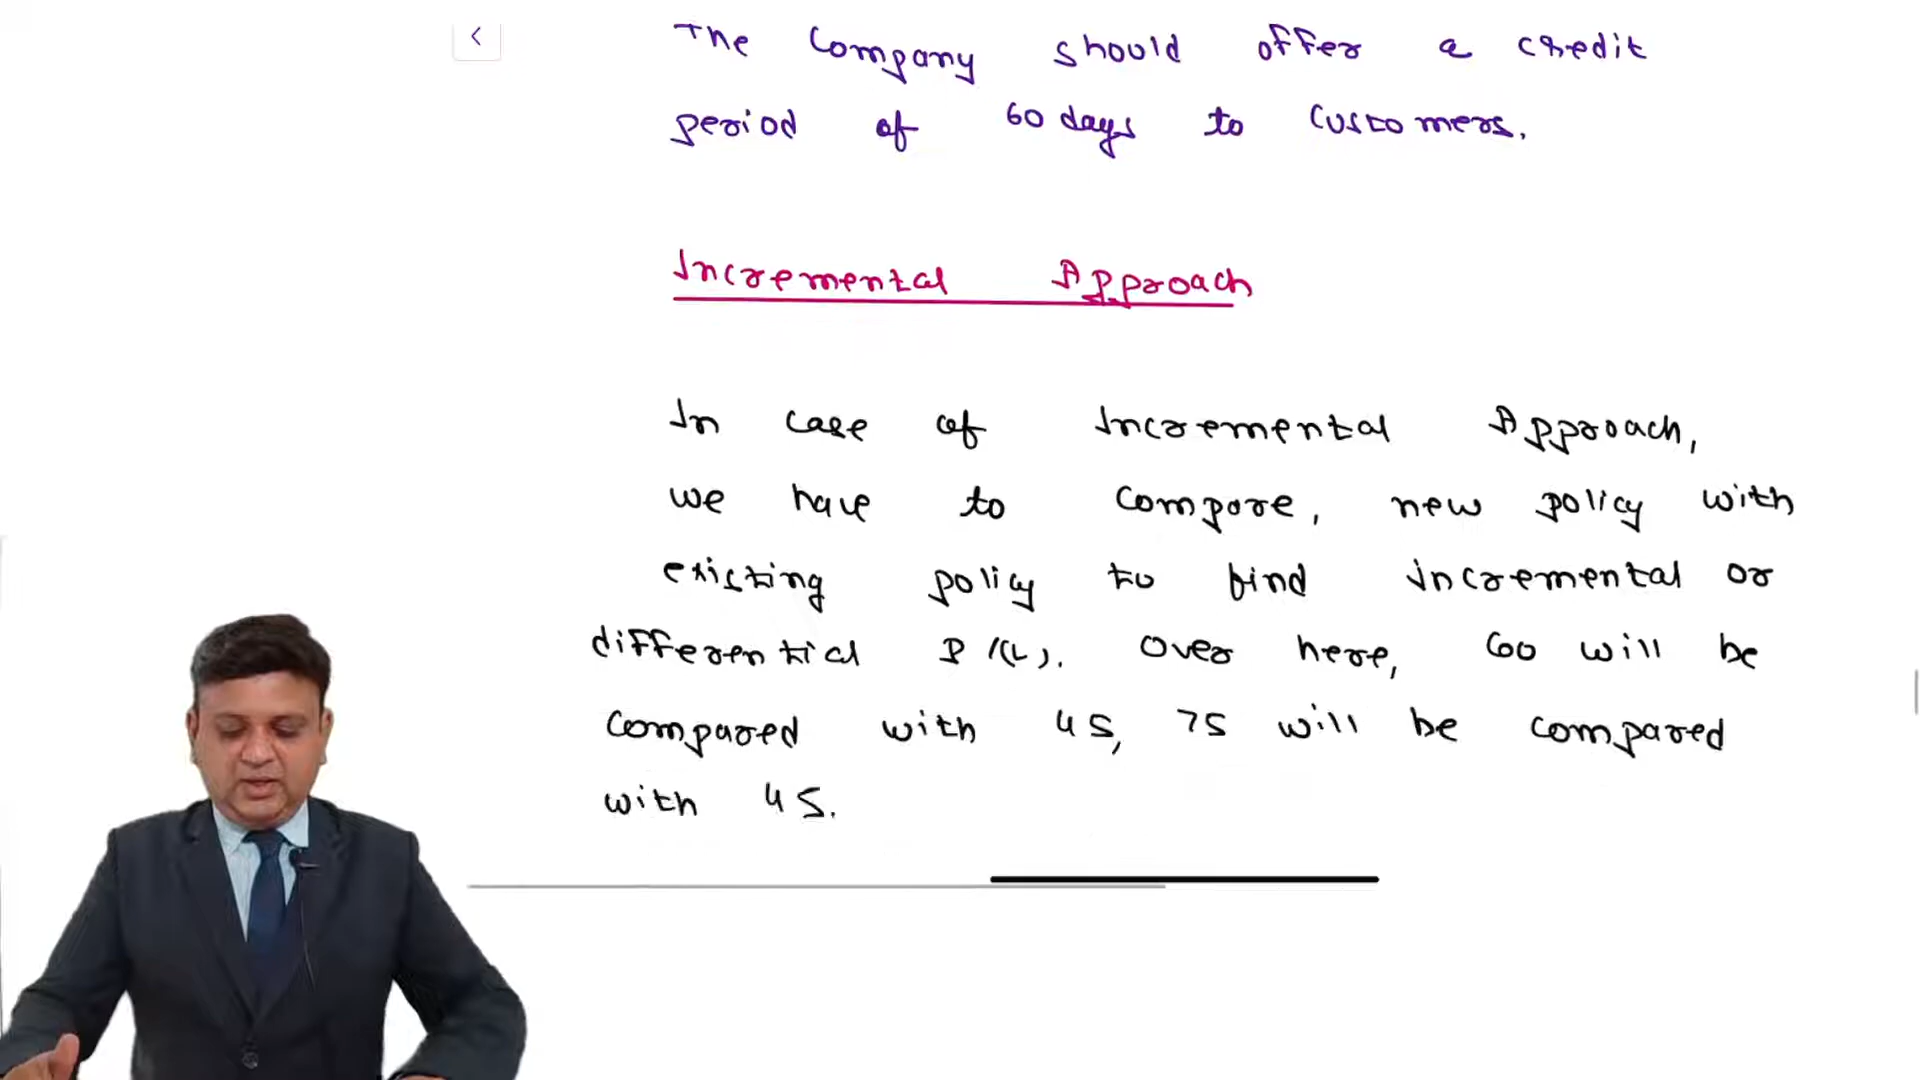 The Company should offer a credit
period of 60 days to Customers.
Incremental Approach
In case of Incremental Approach,
we have to compare, new policy with
existing policy to find incremental or
differential P/(L). Over here, 60 will be
Compared with 45, 75 will be compared
with 45.